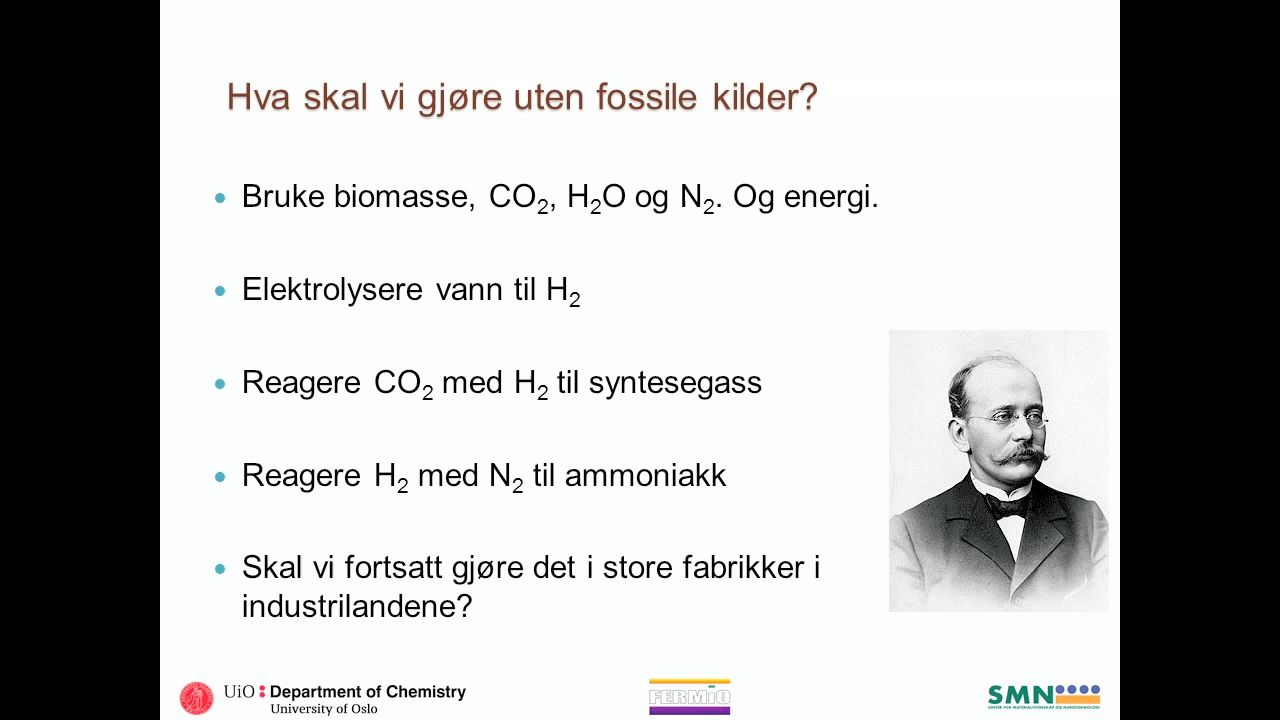 Hva skal vi gjøre uten fossile kilder?
Bruke biomasse, CO₂, H₂O og N₂. Og energi.
Elektrolysere vann til H₂
Reagere CO₂ med H₂ til syntesegass
Reagere H₂ med N₂ til ammoniakk
Skal vi fortsatt gjøre det i store fabrikker i
industrilandene?
UiO Department of Chemistry
University of Oslo
FERMiO
SMN
SENTER FOR MATERIALVITENSKAP OG NANOTEKNOLOGI